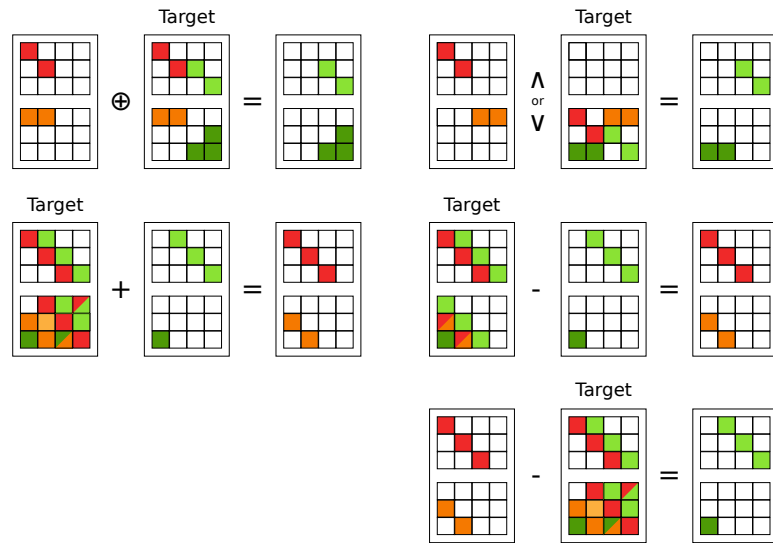 Target
Target
⊕
=
∧
or
∨
=
Target
Target
+
=
-
=
Target
-
=